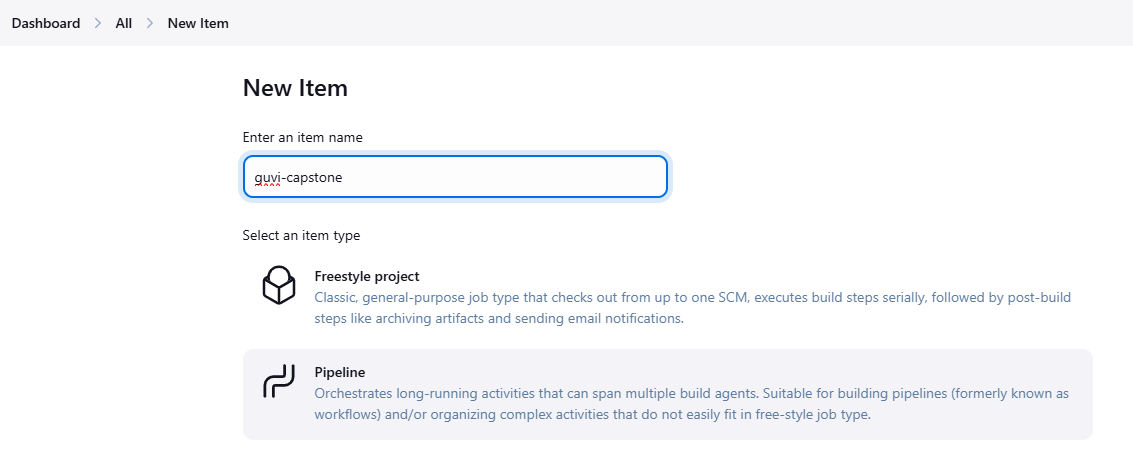 Dashboard > All > New Item
New Item
Enter an item name
guvi-capstone
Select an item type
Freestyle project
Classic, general-purpose job type that checks out from up to one SCM, executes build steps serially, followed by post-build
steps like archiving artifacts and sending email notifications.
Pipeline
Orchestrates long-running activities that can span multiple build agents. Suitable for building pipelines (formerly known as
workflows) and/or organizing complex activities that do not easily fit in free-style job type.